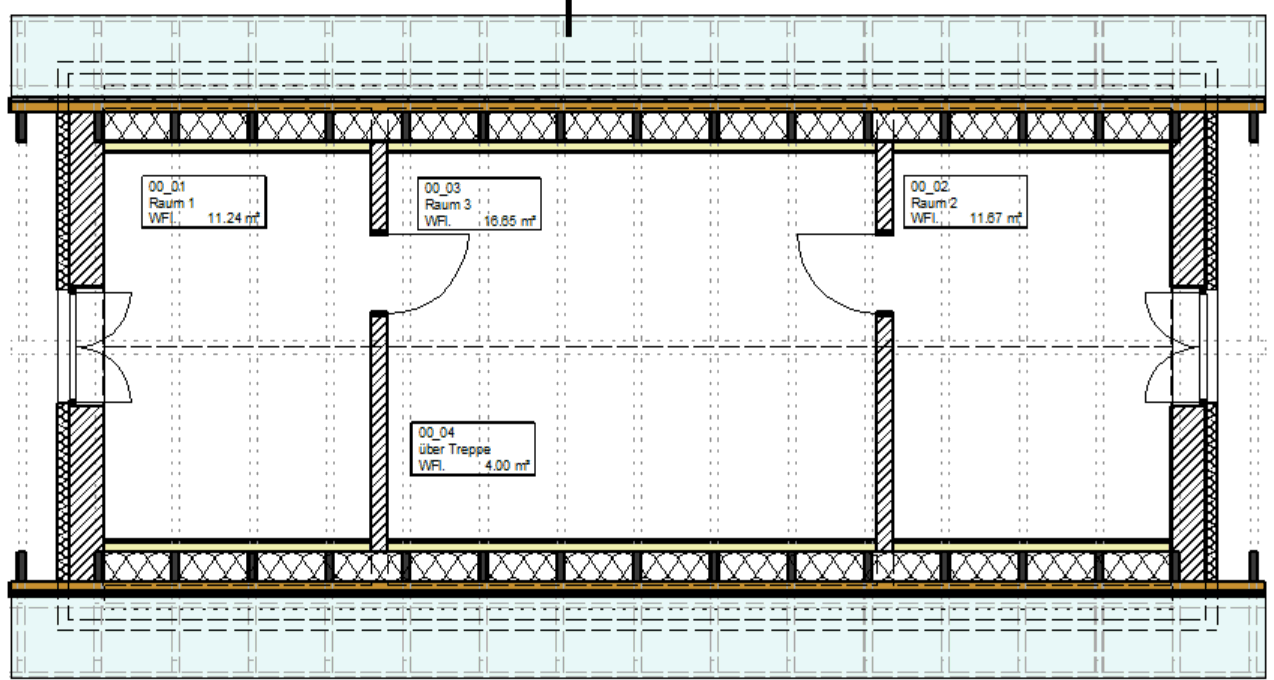 00_01
Raum 1
WFl. 11.24 m²
00_03
Raum 3
WFl. 16.65 m²
00_02
Raum 2
WFl. 11.67 m²
00_04
über Treppe
WFl. 4.00 m²